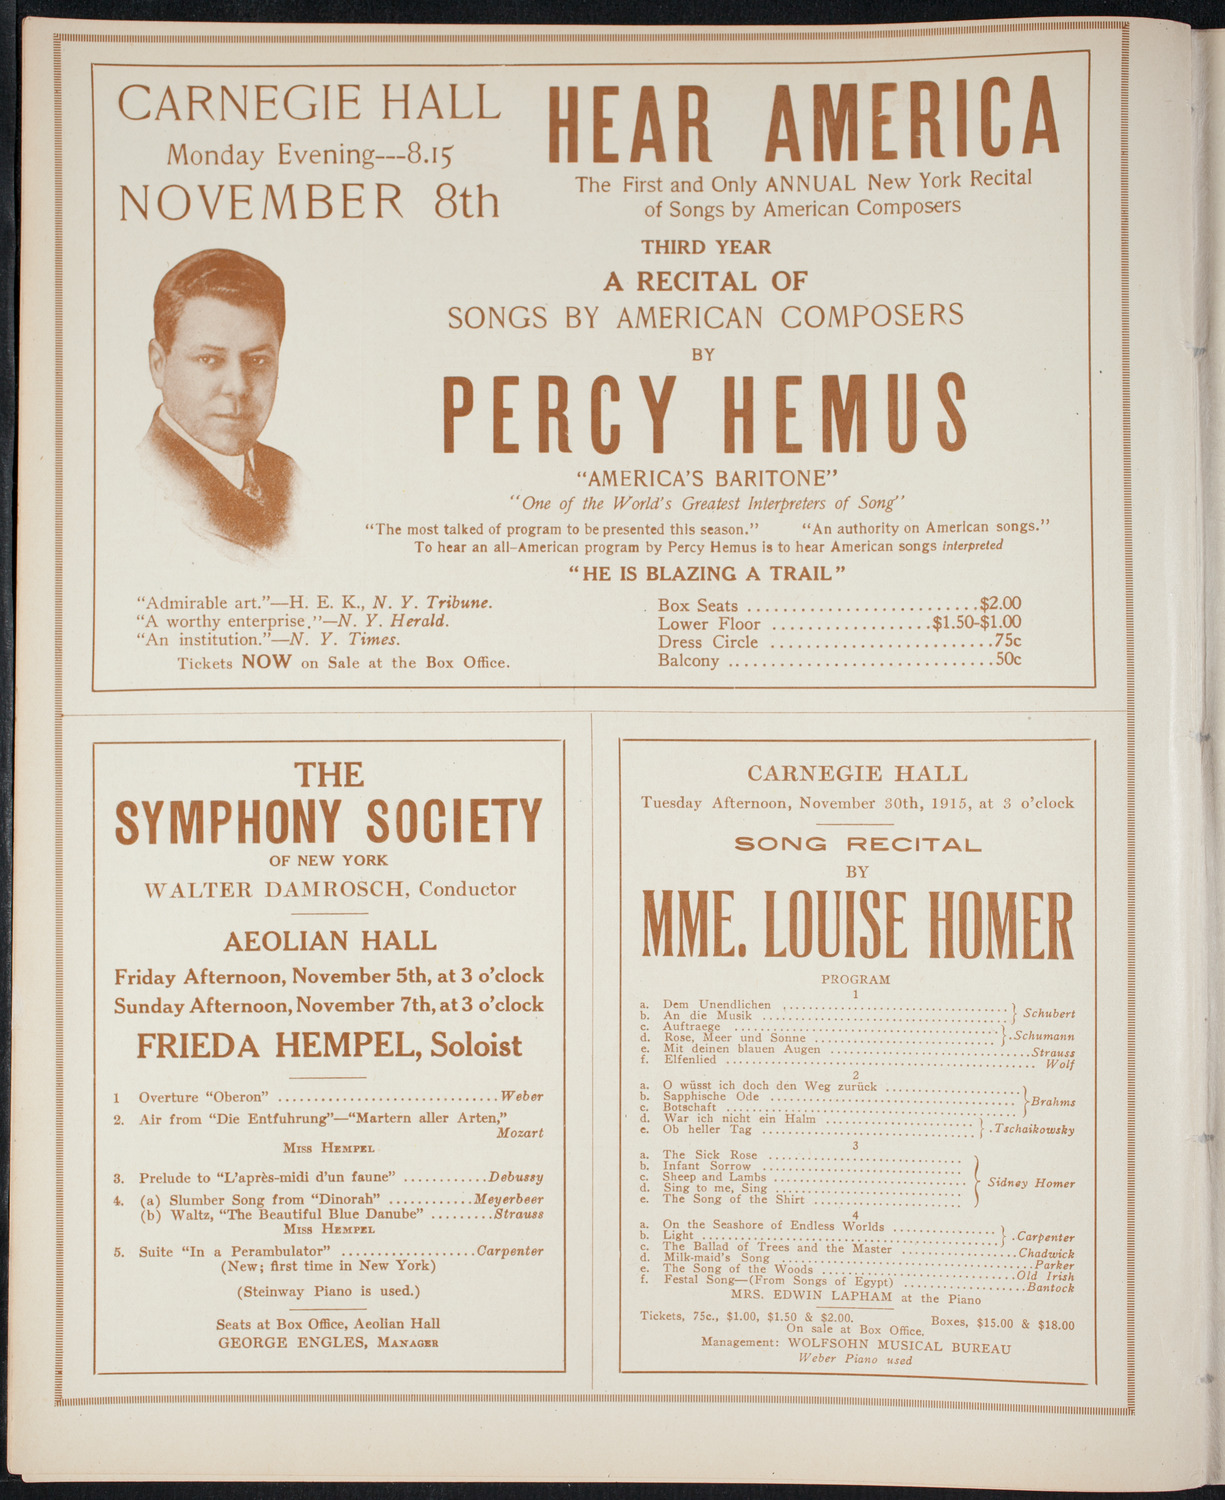 CARNEGIE HALL
Monday Evening---8.15
NOVEMBER 8th
HEAR AMERICA
The First and Only ANNUAL New York Recital
of Songs by American Composers
THIRD YEAR
A RECITAL OF
SONGS BY AMERICAN COMPOSERS
BY
PERCY HEMUS
"AMERICA'S BARITONE"
"One of the World's Greatest Interpreters of Song"
"The most talked of program to be presented this season." "An authority on American songs."
To hear an all-American program by Percy Hemus is to hear American songs interpreted
"HE IS BLAZING A TRAIL"
"Admirable art."—H. E. K., N. Y. Tribune.
"A worthy enterprise."—N. Y. Herald.
"An institution."—N. Y. Times.
Tickets NOW on Sale at the Box Office.
Box Seats ..........................$2.00
Lower Floor ..................$1.50-$1.00
Dress Circle .........................75c
Balcony ..............................50c
THE
SYMPHONY SOCIETY
OF NEW YORK
WALTER DAMROSCH, Conductor
AEOLIAN HALL
Friday Afternoon, November 5th, at 3 o'clock
Sunday Afternoon, November 7th, at 3 o'clock
FRIEDA HEMPEL, Soloist
1 Overture "Oberon" ..............................Weber
2. Air from "Die Entfuhrung"—"Martern aller Arten,"
Mozart
MISS HEMPEL
3. Prelude to "L'après-midi d'un faune" ............Debussy
4. (a) Slumber Song from "Dinorah" ............Meyerbeer
(b) Waltz, "The Beautiful Blue Danube" .........Strauss
MISS HEMPEL
5. Suite "In a Perambulator" ..................Carpenter
(New; first time in New York)
(Steinway Piano is used.)
Seats at Box Office, Aeolian Hall
GEORGE ENGLES, MANAGER
CARNEGIE HALL
Tuesday Afternoon, November 30th, 1915, at 3 o'clock
SONG RECITAL
BY
MME. LOUISE HOMER
PROGRAM
1
a. Dem Unendlichen ..............................
b. An die Musik .............................. } Schubert
c. Auftraege ..............................
d. Rose, Meer und Sonne .............................. } .Schumann
e. Mit deinen blauen Augen ..............................Strauss
f. Elfenlied .............................. Wolf
2
a. O wüsst ich doch den Weg zurück ....................
b. Sapphische Ode ..............................
c. Botschaft .............................. } Brahms
d. War ich nicht ein Halm ....................
e. Ob heller Tag .............................. } .Tschaikowsky
3
a. The Sick Rose ..............................
b. Infant Sorrow ..............................
c. Sheep and Lambs ..............................
d. Sing to me, Sing .............................. } Sidney Homer
e. The Song of the Shirt ....................
4
a. On the Seashore of Endless Worlds ...............
b. Light .............................. } .Carpenter
c. The Ballad of Trees and the Master .................Chadwick
d. Milk-maid's Song ..............................Parker
e. The Song of the Woods ..............................Old Irish
f. Festal Song—(From Songs of Egypt) ...................Bantock
MRS. EDWIN LAPHAM at the Piano
Tickets, 75c., $1.00, $1.50 & $2.00. Boxes, $15.00 & $18.00
On sale at Box Office.
Management: WOLFSOHN MUSICAL BUREAU
Weber Piano used